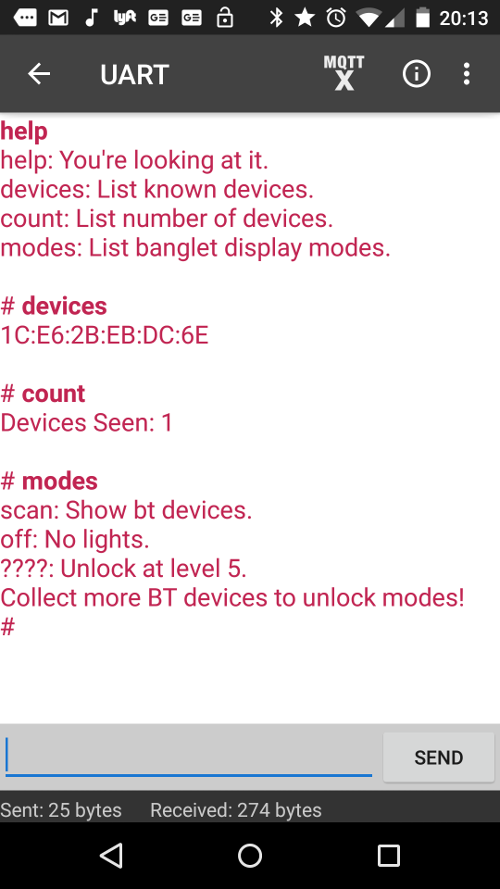 lyft GE GE 20:13
UART MQTT X
help
help: You're looking at it.
devices: List known devices.
count: List number of devices.
modes: List banglet display modes.
# devices
1C:E6:2B:EB:DC:6E
# count
Devices Seen: 1
# modes
scan: Show bt devices.
off: No lights.
????: Unlock at level 5.
Collect more BT devices to unlock modes!
#
SEND
Sent: 25 bytes Received: 274 bytes